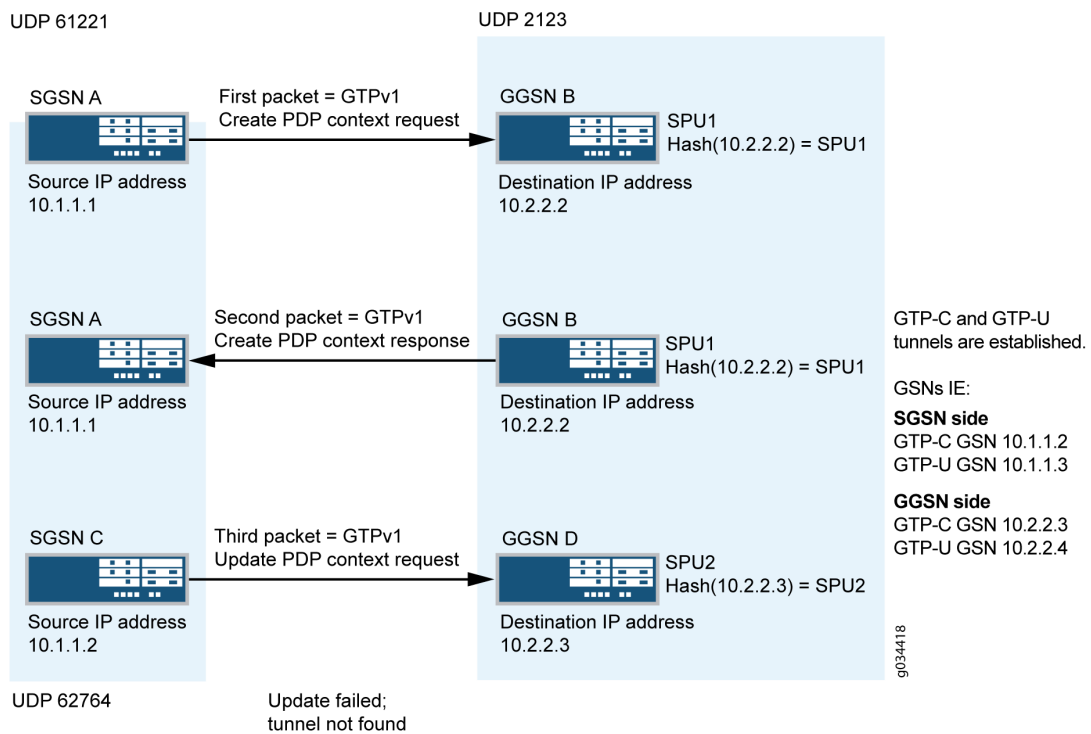 UDP 61221
UDP 2123
SGSN A
First packet = GTPv1
Create PDP context request
GGSN B
SPU1
Hash(10.2.2.2) = SPU1
Source IP address
10.1.1.1
Destination IP address
10.2.2.2
SGSN A
Second packet = GTPv1
Create PDP context response
GGSN B
SPU1
Hash(10.2.2.2) = SPU1
Source IP address
10.1.1.1
Destination IP address
10.2.2.2
GTP-C and GTP-U
tunnels are established.
GSNs IE:
SGSN side
GTP-C GSN 10.1.1.2
GTP-U GSN 10.1.1.3
GGSN side
GTP-C GSN 10.2.2.3
GTP-U GSN 10.2.2.4
SGSN C
Third packet = GTPv1
Update PDP context request
GGSN D
SPU2
Hash(10.2.2.3) = SPU2
Source IP address
10.1.1.2
Destination IP address
10.2.2.3
g034418
UDP 62764
Update failed;
tunnel not found